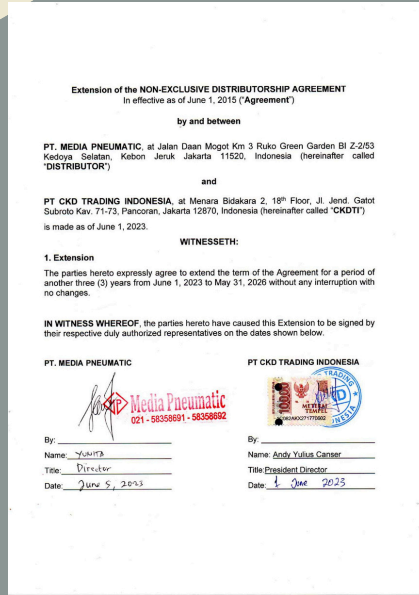 Extension of the NON-EXCLUSIVE DISTRIBUTORSHIP AGREEMENT
In effective as of June 1, 2015 ("Agreement")
by and between
PT. MEDIA PNEUMATIC, at Jalan Daan Mogot Km 3 Ruko Green Garden Bl Z-2/53
Kedoya Selatan, Kebon Jeruk Jakarta 11520, Indonesia (hereinafter called
"DISTRIBUTOR")
and
PT CKD TRADING INDONESIA, at Menara Bidakara 2, 18th Floor, Jl. Jend. Gatot
Subroto Kav. 71-73, Pancoran, Jakarta 12870, Indonesia (hereinafter called "CKDTI")
is made as of June 1, 2023.
WITNESSETH:
1. Extension
The parties hereto expressly agree to extend the term of the Agreement for a period of
another three (3) years from June 1, 2023 to May 31, 2026 without any interruption with
no changes.
IN WITNESS WHEREOF, the parties hereto have caused this Extension to be signed by
their respective duly authorized representatives on the dates shown below.
PT. MEDIA PNEUMATIC
PT CKD TRADING INDONESIA
Media Pneumatic
021 - 58358691 - 58358692
10000
METERAI
TEMPEL
TRADING
By:
Name: YUNITA
Title: Director
Date: June 5, 2023
By:
Name: Andy Yulius Canser
Title:President Director
Date: 1 June 2023